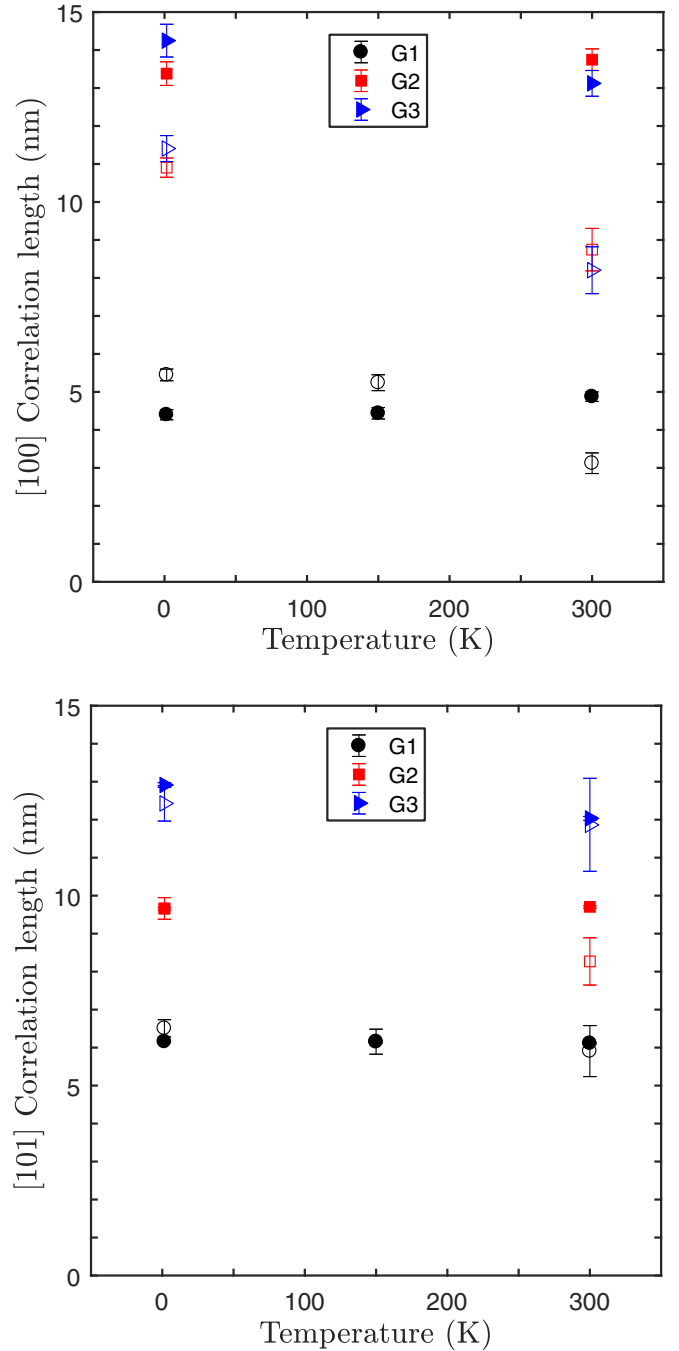 15
10
5
0
[100] Correlation length (nm)
G1
G2
G3
0
100
200
300
Temperature (K)
15
10
5
0
[101] Correlation length (nm)
G1
G2
G3
0
100
200
300
Temperature (K)